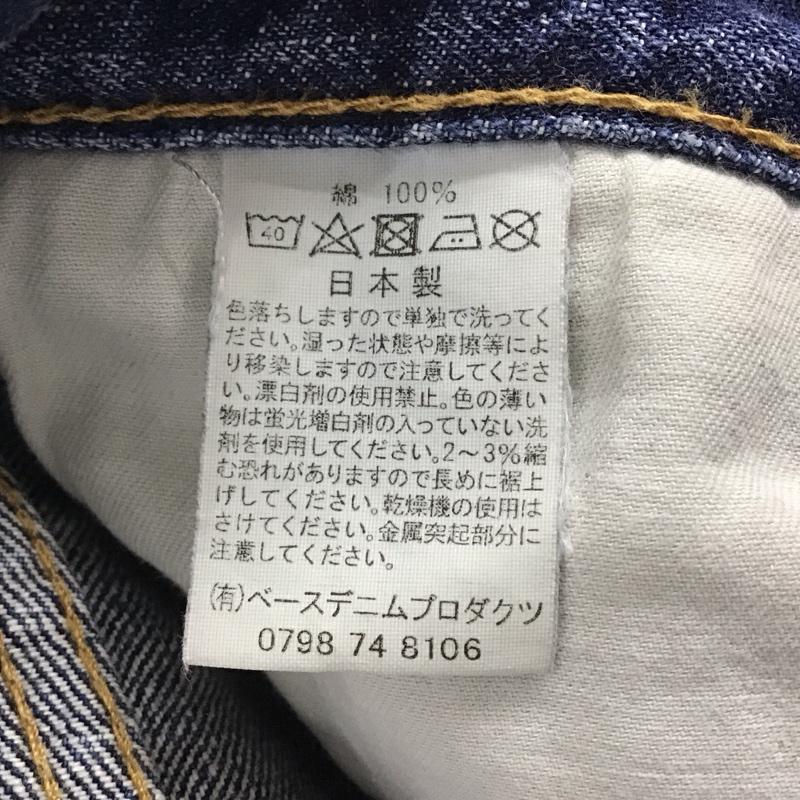 綿 100%
40
日本製
色落ちしますので単独で洗ってく
ださい。湿った状態や摩擦等によ
り移染しますので注意してくださ
い。漂白剤の使用禁止。色の薄い
物は蛍光増白剤の入っていない洗
剤を使用してください。2～3%縮
む恐れがありますので長めに裾上
げしてください。乾燥機の使用は
さけてください。金属突起部分に
注意してください。
(有)ベースデニムプロダクツ
0798 74 8106